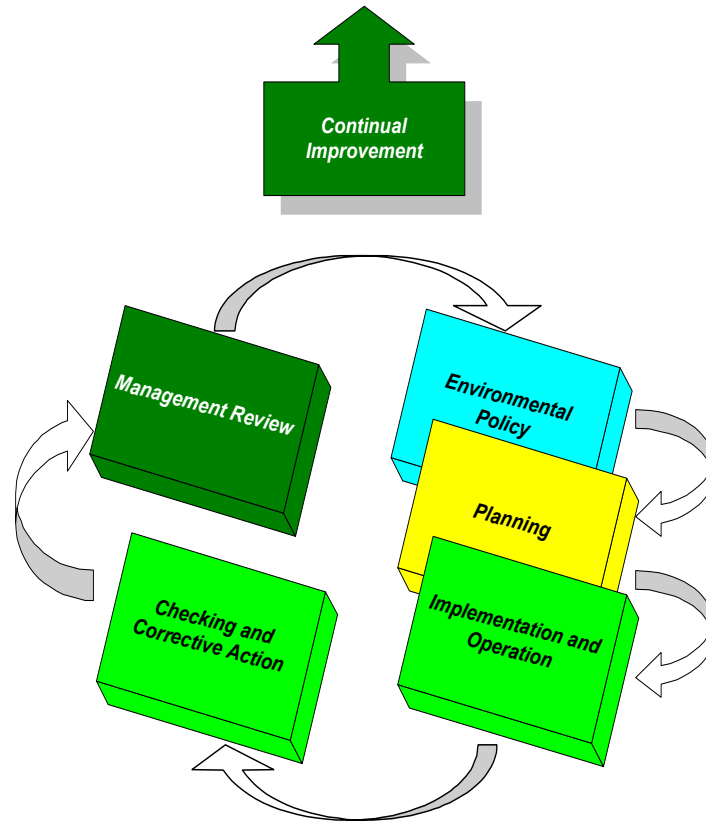 Continual
Improvement
Management Review
Environmental
Policy
Planning
Implementation and
Operation
Checking and
Corrective Action